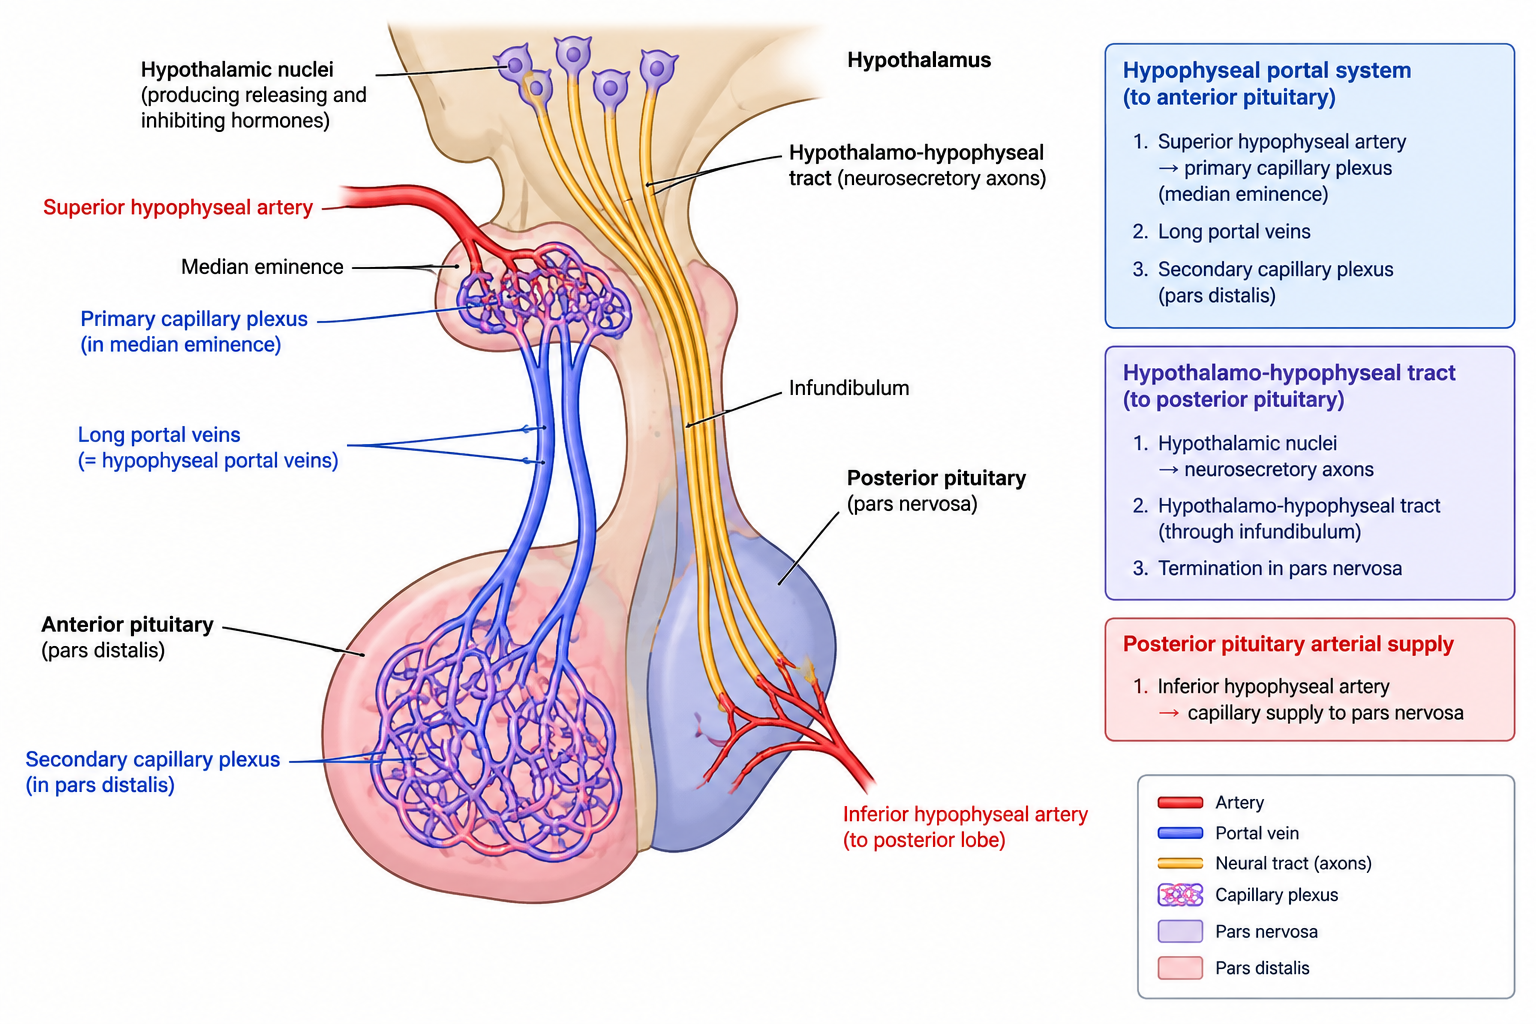 Hypothalamic nuclei
(producing releasing and
inhibiting hormones)
Hypothalamus
Hypothalamo-hypophyseal
tract (neurosecretory axons)
Superior hypophyseal artery
Median eminence
Primary capillary plexus
(in median eminence)
Infundibulum
Long portal veins
(= hypophyseal portal veins)
Posterior pituitary
(pars nervosa)
Anterior pituitary
(pars distalis)
Secondary capillary plexus
(in pars distalis)
Inferior hypophyseal artery
(to posterior lobe)
Hypophyseal portal system
(to anterior pituitary)
1. Superior hypophyseal artery
→ primary capillary plexus
(median eminence)
2. Long portal veins
3. Secondary capillary plexus
(pars distalis)
Hypothalamo-hypophyseal tract
(to posterior pituitary)
1. Hypothalamic nuclei
→ neurosecretory axons
2. Hypothalamo-hypophyseal tract
(through infundibulum)
3. Termination in pars nervosa
Posterior pituitary arterial supply
1. Inferior hypophyseal artery
→ capillary supply to pars nervosa
Artery
Portal vein
Neural tract (axons)
Capillary plexus
Pars nervosa
Pars distalis